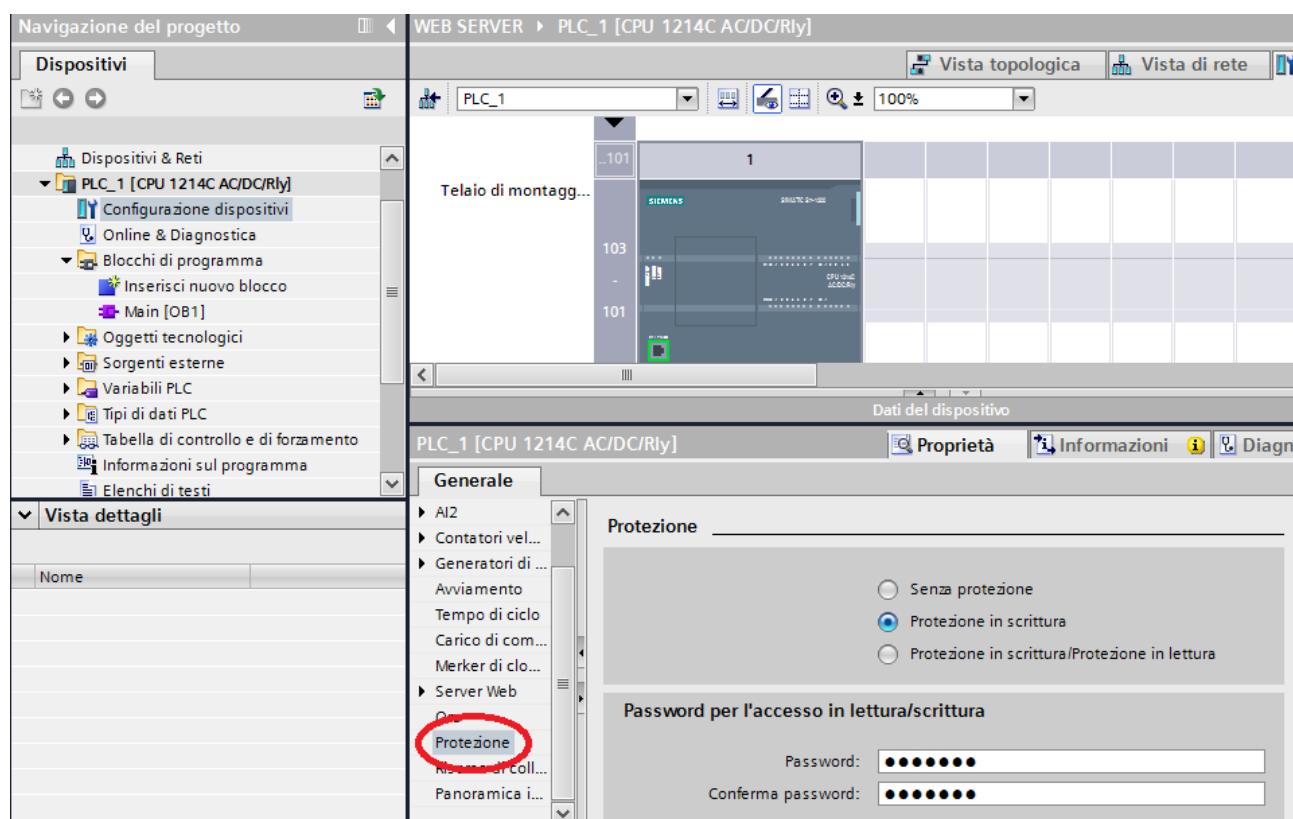 Navigazione del progetto
Dispositivi
Dispositivi & Reti
PLC_1 [CPU 1214C AC/DC/Rly]
Configurazione dispositivi
Online & Diagnostica
Blocchi di programma
Inserisci nuovo blocco
Main [OB1]
Oggetti tecnologici
Sorgenti esterne
Variabili PLC
Tipi di dati PLC
Tabella di controllo e di forzamento
Informazioni sul programma
Elenchi di testi
Vista dettagli
Nome
WEB SERVER PLC_1 [CPU 1214C AC/DC/Rly]
Vista topologica Vista di rete
PLC_1 100%
..101 1
Telaio di montagg...
SIEMENS
103
-
101
Dati del dispositivo
PLC_1 [CPU 1214C AC/DC/Rly] Proprietà Informazioni Diagn
Generale
AI2
Contatori vel...
Generatori di ...
Avviamento
Tempo di ciclo
Carico di com...
Merker di clo...
Server Web
Protezione
Panoramica i...
Protezione
Senza protezione
Protezione in scrittura
Protezione in scrittura/Protezione in lettura
Password per l'accesso in lettura/scrittura
Password: ●●●●●●●
Conferma password: ●●●●●●●